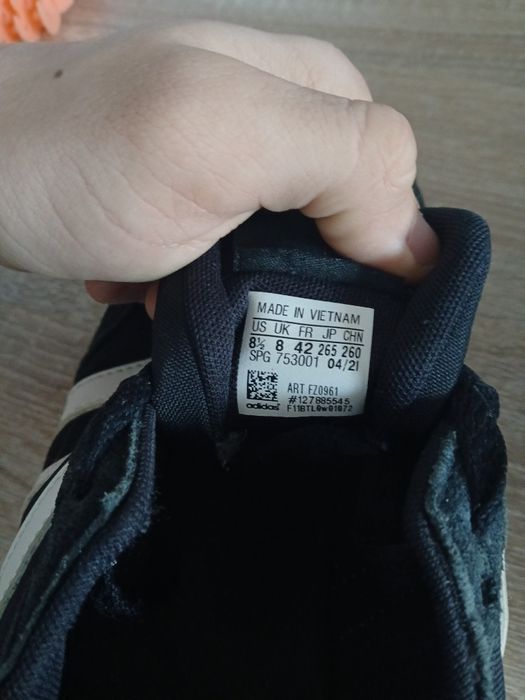 MADE IN VIETNAM
US UK FR JP CHN
8½ 8 42 265 260
SPG 753001 04/21
ART FZ0961
#127885545
adidas F11BTL0w01072